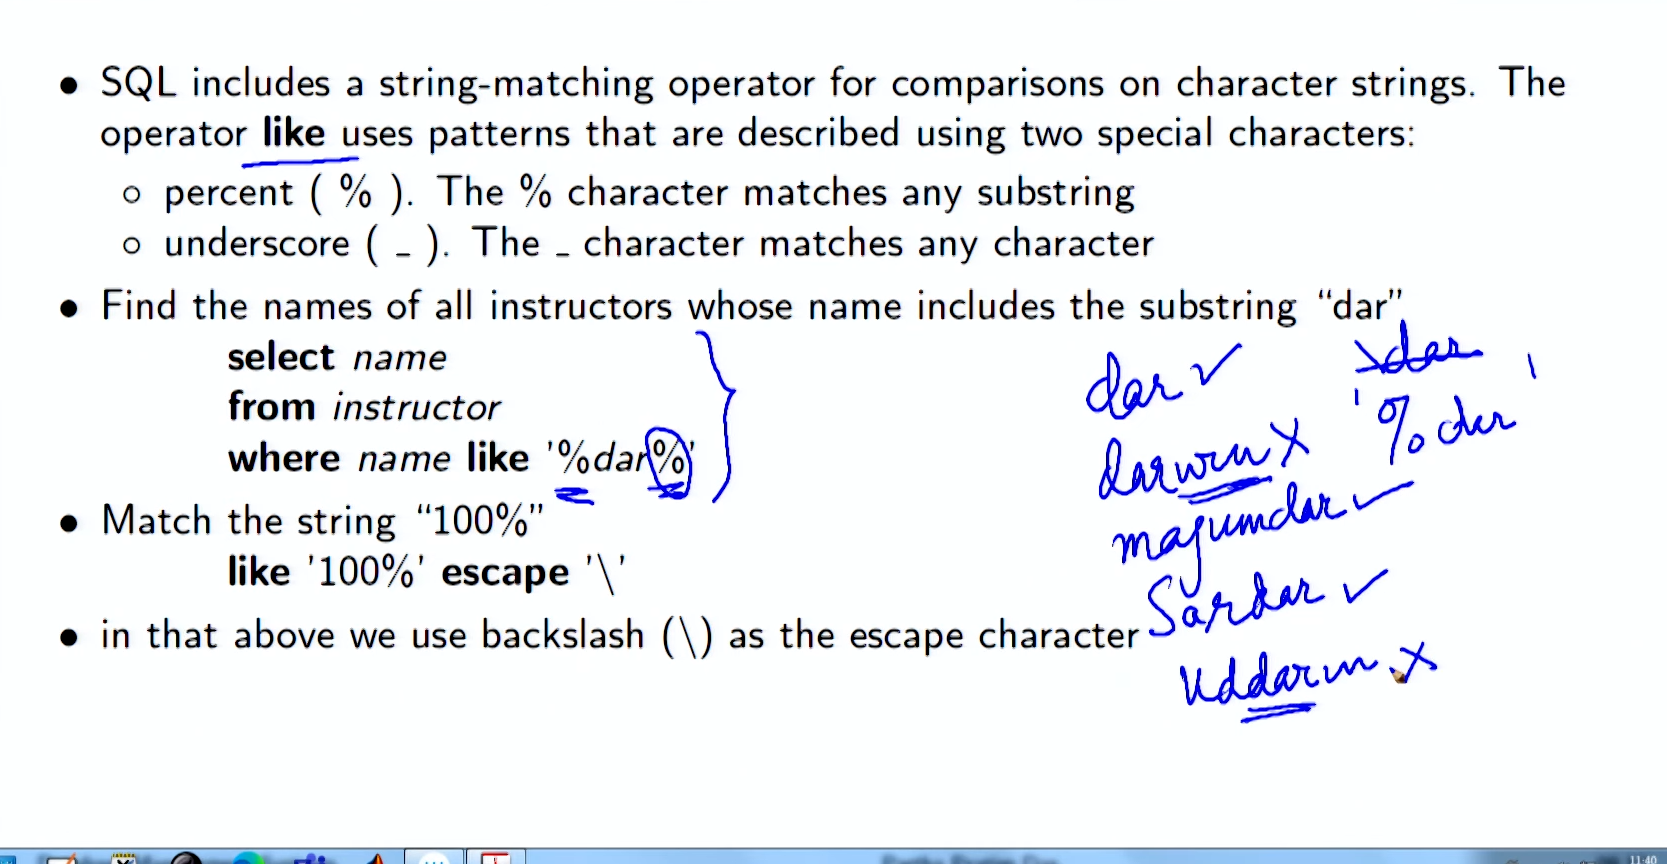 • SQL includes a string-matching operator for comparisons on character strings. The
operator like uses patterns that are described using two special characters:
◦ percent ( % ). The % character matches any substring
◦ underscore ( _ ). The _ character matches any character
• Find the names of all instructors whose name includes the substring “dar”
select name
from instructor
where name like '%dar%'
• Match the string “100%”
like '100%' escape '\'
• in that above we use backslash (\) as the escape character
dar ✓
'%dar'
darwin X
majumdar ✓
Sardar ✓
uddarin X
11:40